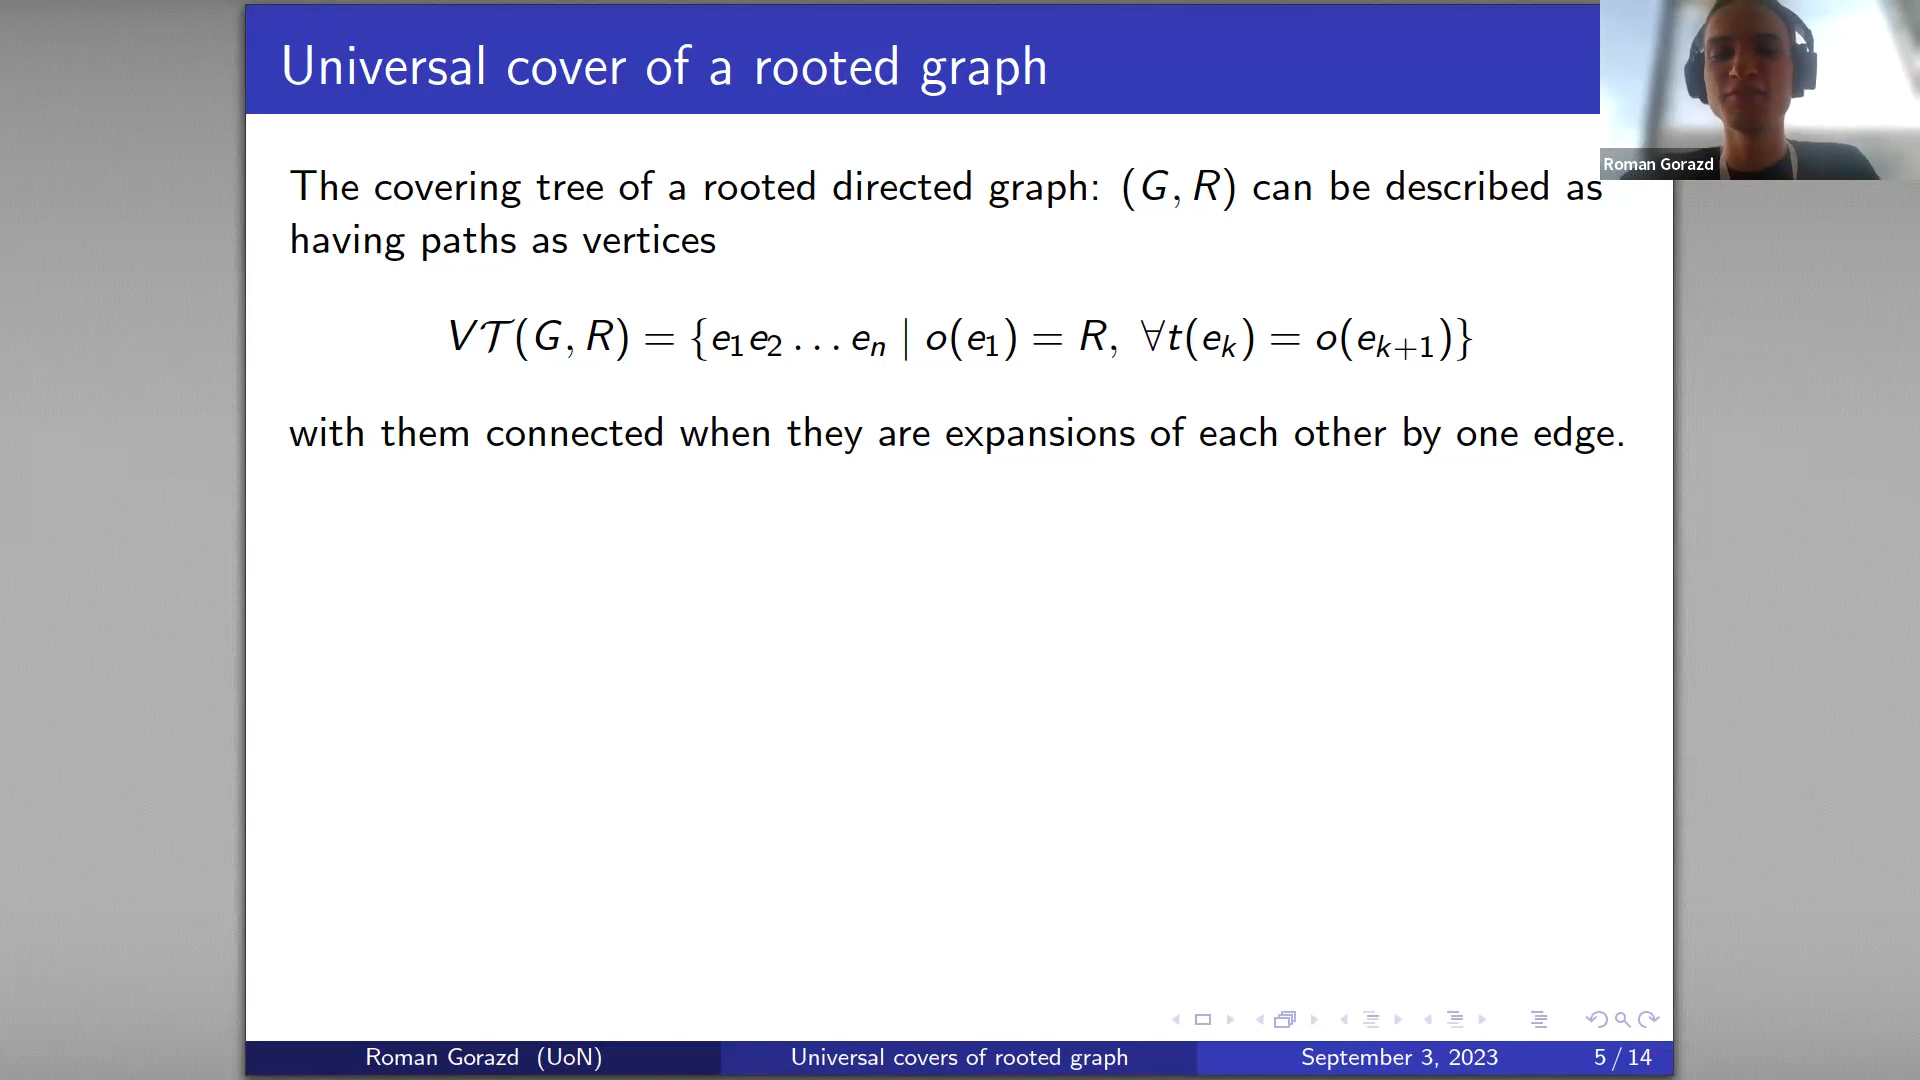 Universal cover of a rooted graph
Roman Gorazd
The covering tree of a rooted directed graph: (G, R) can be described as
having paths as vertices
V𝒯(G, R) = {e₁e₂ … eₙ | o(e₁) = R, ∀t(eₖ) = o(eₖ₊₁)}
with them connected when they are expansions of each other by one edge.
Roman Gorazd (UoN) Universal covers of rooted graph September 3, 2023 5 / 14